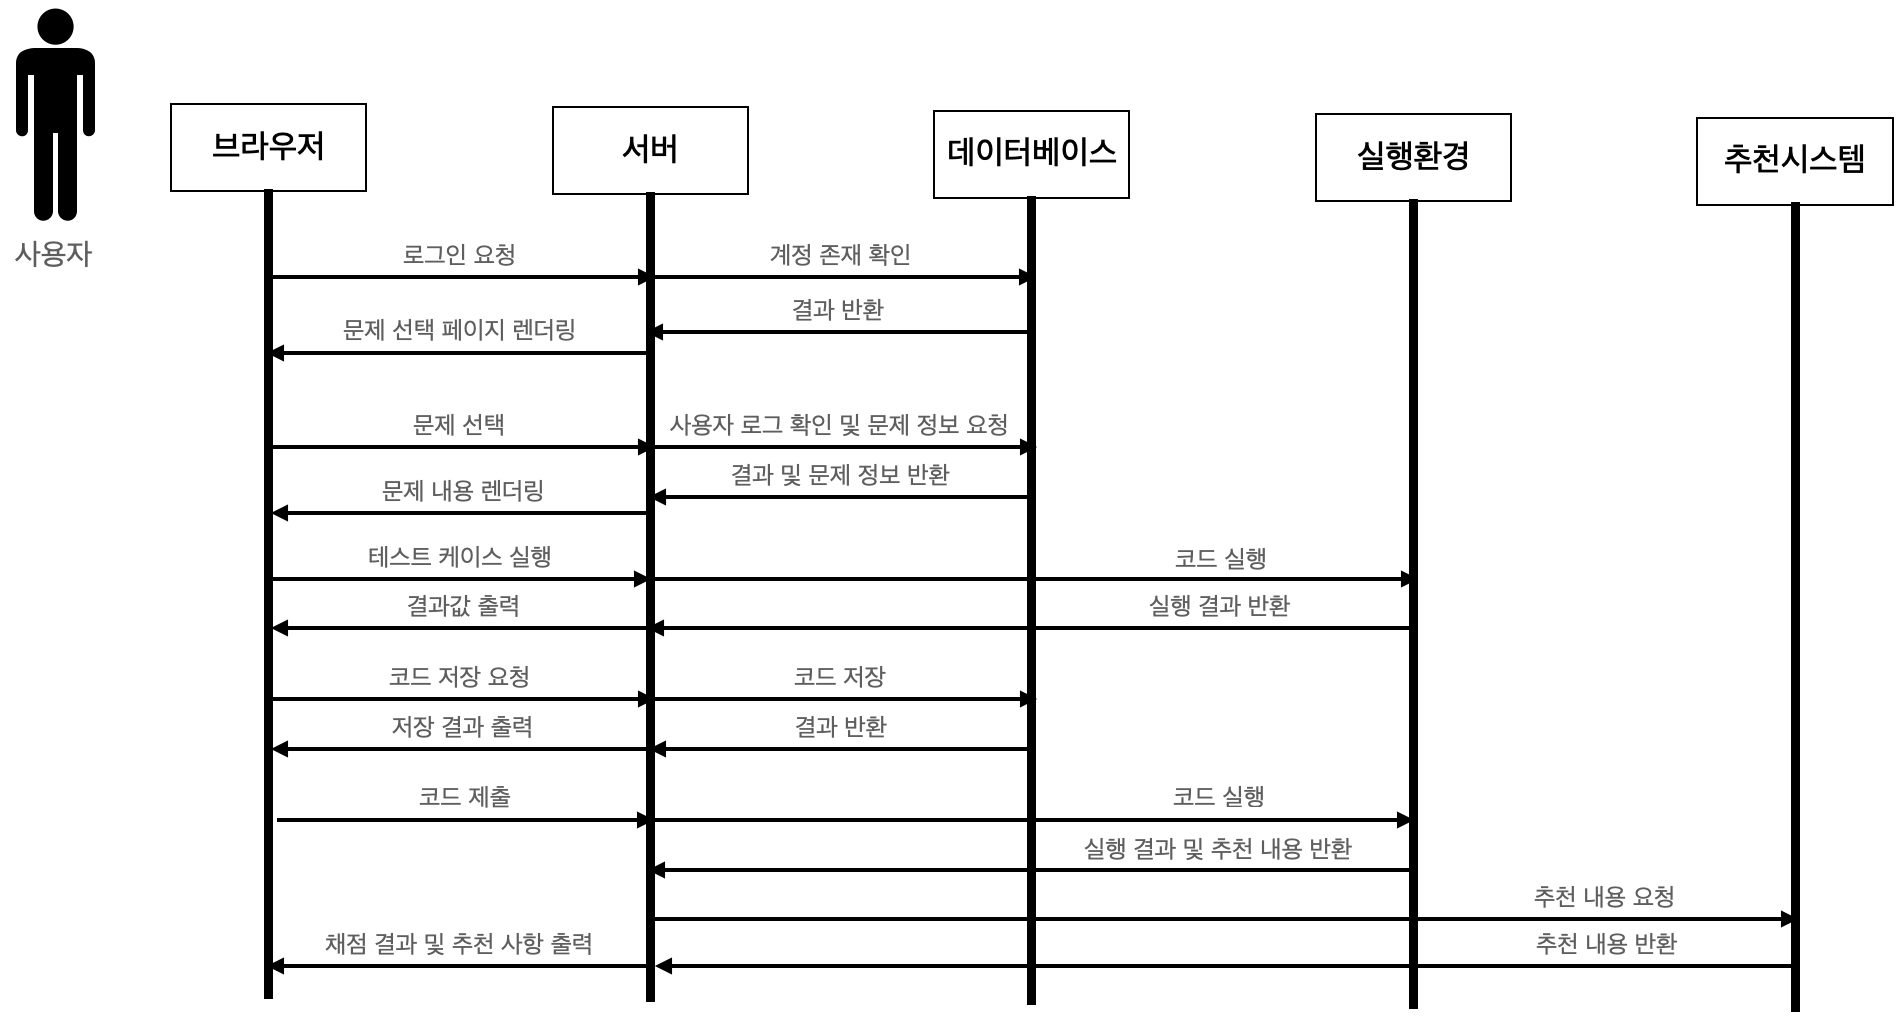 브라우저
서버
데이터베이스
실행환경
추천시스템
사용자
로그인 요청
계정 존재 확인
결과 반환
문제 선택 페이지 렌더링
문제 선택
사용자 로그 확인 및 문제 정보 요청
결과 및 문제 정보 반환
문제 내용 렌더링
테스트 케이스 실행
코드 실행
결과값 출력
실행 결과 반환
코드 저장 요청
코드 저장
저장 결과 출력
결과 반환
코드 제출
코드 실행
실행 결과 및 추천 내용 반환
추천 내용 요청
채점 결과 및 추천 사항 출력
추천 내용 반환